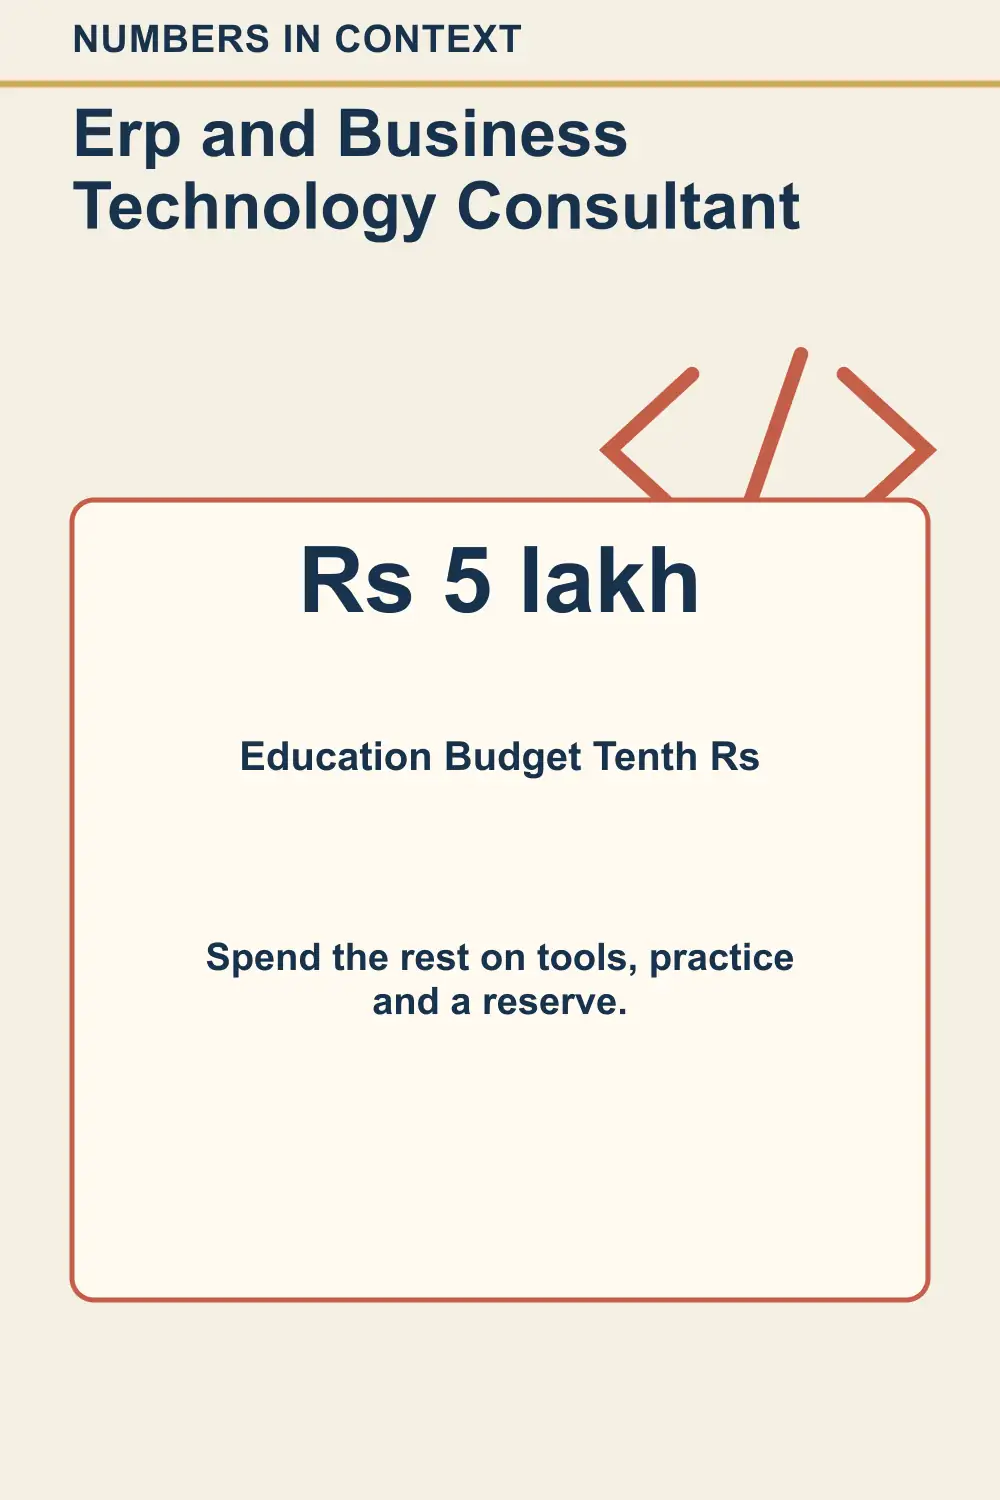 NUMBERS IN CONTEXT
Erp and Business
Technology Consultant
Rs 5 lakh
Education Budget Tenth Rs
Spend the rest on tools, practice
and a reserve.